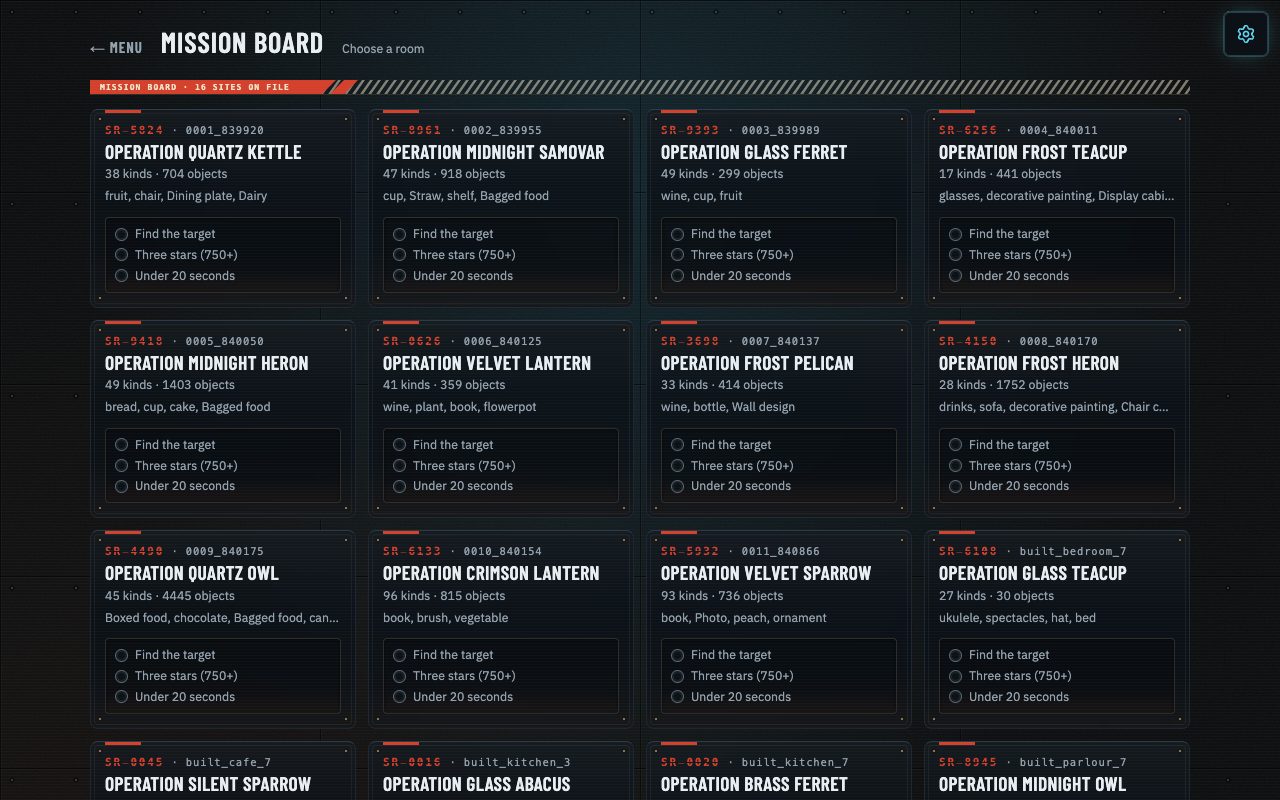 ← MENU MISSION BOARD Choose a room
MISSION BOARD · 16 SITES ON FILE
SR-5824 · 0001_839920
OPERATION QUARTZ KETTLE
38 kinds · 704 objects
fruit, chair, Dining plate, Dairy
Find the target
Three stars (750+)
Under 20 seconds
SR-8961 · 0002_839955
OPERATION MIDNIGHT SAMOVAR
47 kinds · 918 objects
cup, Straw, shelf, Bagged food
Find the target
Three stars (750+)
Under 20 seconds
SR-9393 · 0003_839989
OPERATION GLASS FERRET
49 kinds · 299 objects
wine, cup, fruit
Find the target
Three stars (750+)
Under 20 seconds
SR-6256 · 0004_840011
OPERATION FROST TEACUP
17 kinds · 441 objects
glasses, decorative painting, Display cabi...
Find the target
Three stars (750+)
Under 20 seconds
SR-9418 · 0005_840050
OPERATION MIDNIGHT HERON
49 kinds · 1403 objects
bread, cup, cake, Bagged food
Find the target
Three stars (750+)
Under 20 seconds
SR-0626 · 0006_840125
OPERATION VELVET LANTERN
41 kinds · 359 objects
wine, plant, book, flowerpot
Find the target
Three stars (750+)
Under 20 seconds
0007_840137
OPERATION FROST PELICAN
33 kinds · 414 objects
wine, bottle, Wall design
Find the target
Three stars (750+)
Under 20 seconds
SR-4150 · 0008_840170
OPERATION FROST HERON
28 kinds · 1752 objects
drinks, sofa, decorative painting, Chair c...
Find the target
Three stars (750+)
Under 20 seconds
0009_840175
OPERATION QUARTZ OWL
45 kinds · 4445 objects
Boxed food, chocolate, Bagged food, can...
Find the target
Three stars (750+)
Under 20 seconds
SR-6133 · 0010_840154
OPERATION CRIMSON LANTERN
96 kinds · 815 objects
book, brush, vegetable
Find the target
Three stars (750+)
Under 20 seconds
SR-5932 · 0011_840866
OPERATION VELVET SPARROW
93 kinds · 736 objects
book, Photo, peach, ornament
Find the target
Three stars (750+)
Under 20 seconds
built_bedroom_7
OPERATION GLASS TEACUP
27 kinds · 30 objects
ukulele, spectacles, hat, bed
Find the target
Three stars (750+)
Under 20 seconds
built_cafe_7
OPERATION SILENT SPARROW
built_kitchen_3
OPERATION GLASS ABACUS
built_kitchen_7
OPERATION BRASS FERRET
built_parlour_7
OPERATION MIDNIGHT OWL